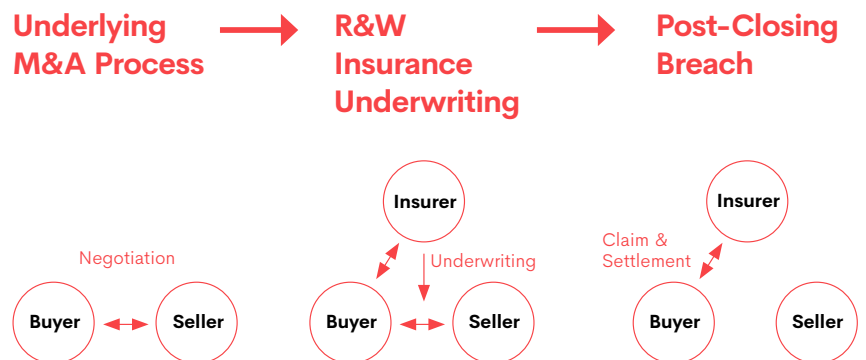 Underlying
M&A Process
R&W
Insurance
Underwriting
Post-Closing
Breach
Negotiation
Buyer
Seller
Insurer
Underwriting
Buyer
Seller
Insurer
Claim &
Settlement
Buyer
Seller